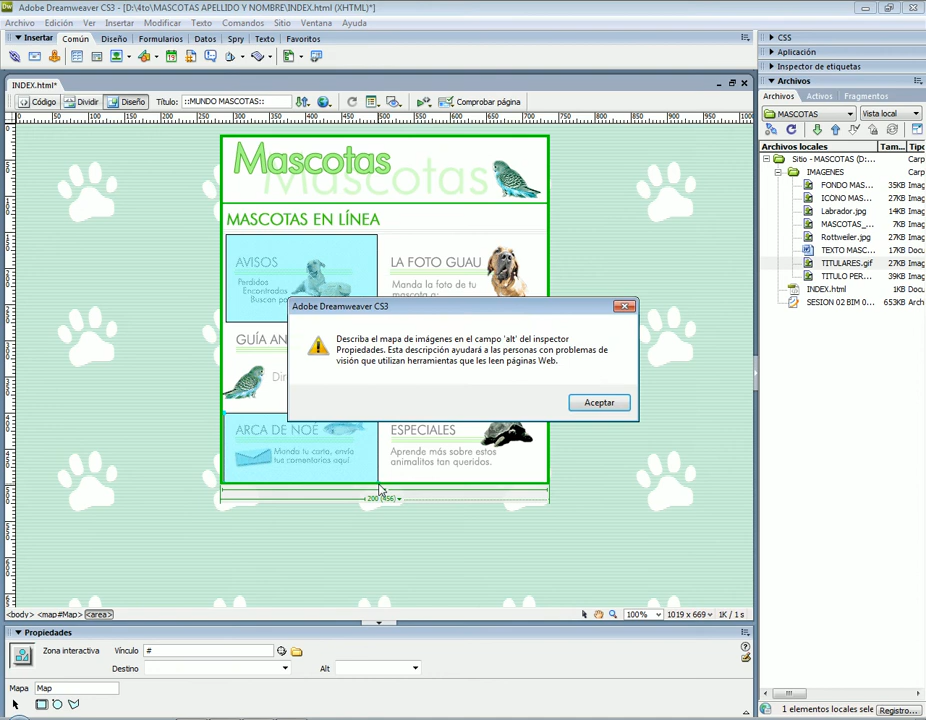 Adobe Dreamweaver CS3 - [D:\4to\MASCOTAS APELLIDO Y NOMBRE\INDEX.html (XHTML)*]
Archivo Edición Ver Insertar Modificar Texto Comandos Sitio Ventana Ayuda
Insertar Común Diseño Formularios Datos Spry Texto Favoritos
INDEX.html*
Código Dividir Diseño Título: ::MUNDO MASCOTAS:: Comprobar página
Mascotas
Mascotas
MASCOTAS EN LÍNEA
AVISOS
Perdidos
Encontrados
Buscan pa
LA FOTO GUAU
Manda la foto de tu
mascota a:
GUÍA AN
Dir
ARCA DE NOÉ
Manda tu carta, envía
tus comentarios aquí
ESPECIALES
Aprende más sobre estos
animalitos tan queridos.
200 (456)
Adobe Dreamweaver CS3
Describa el mapa de imágenes en el campo 'alt' del inspector
Propiedades. Esta descripción ayudará a las personas con problemas de
visión que utilizan herramientas que les leen páginas Web.
Aceptar
<body> <map#Map> <area>
100% 1019 x 669 1K / 1 s
Propiedades
Zona interactiva Vínculo #
Destino Alt
Mapa Map
CSS
Aplicación
Inspector de etiquetas
Archivos
Archivos Activos Fragmentos
MASCOTAS Vista local
Archivos locales Tam... Tipo
Sitio - MASCOTAS (D:... Carp
IMAGENES Carp
FONDO MAS... 35KB Imag
ICONO MAS... 27KB Imag
Labrador.jpg 14KB Imag
MASCOTAS_... 7KB Imag
Rottweiler.jpg 19KB Imag
TEXTO MASC... 27KB Docu
TITULARES.gif 27KB Imag
TITULO PER... 39KB Imag
INDEX.html 1KB Docu
SESION 02 BIM 0... 653KB Arch
1 elementos locales sele Registro...